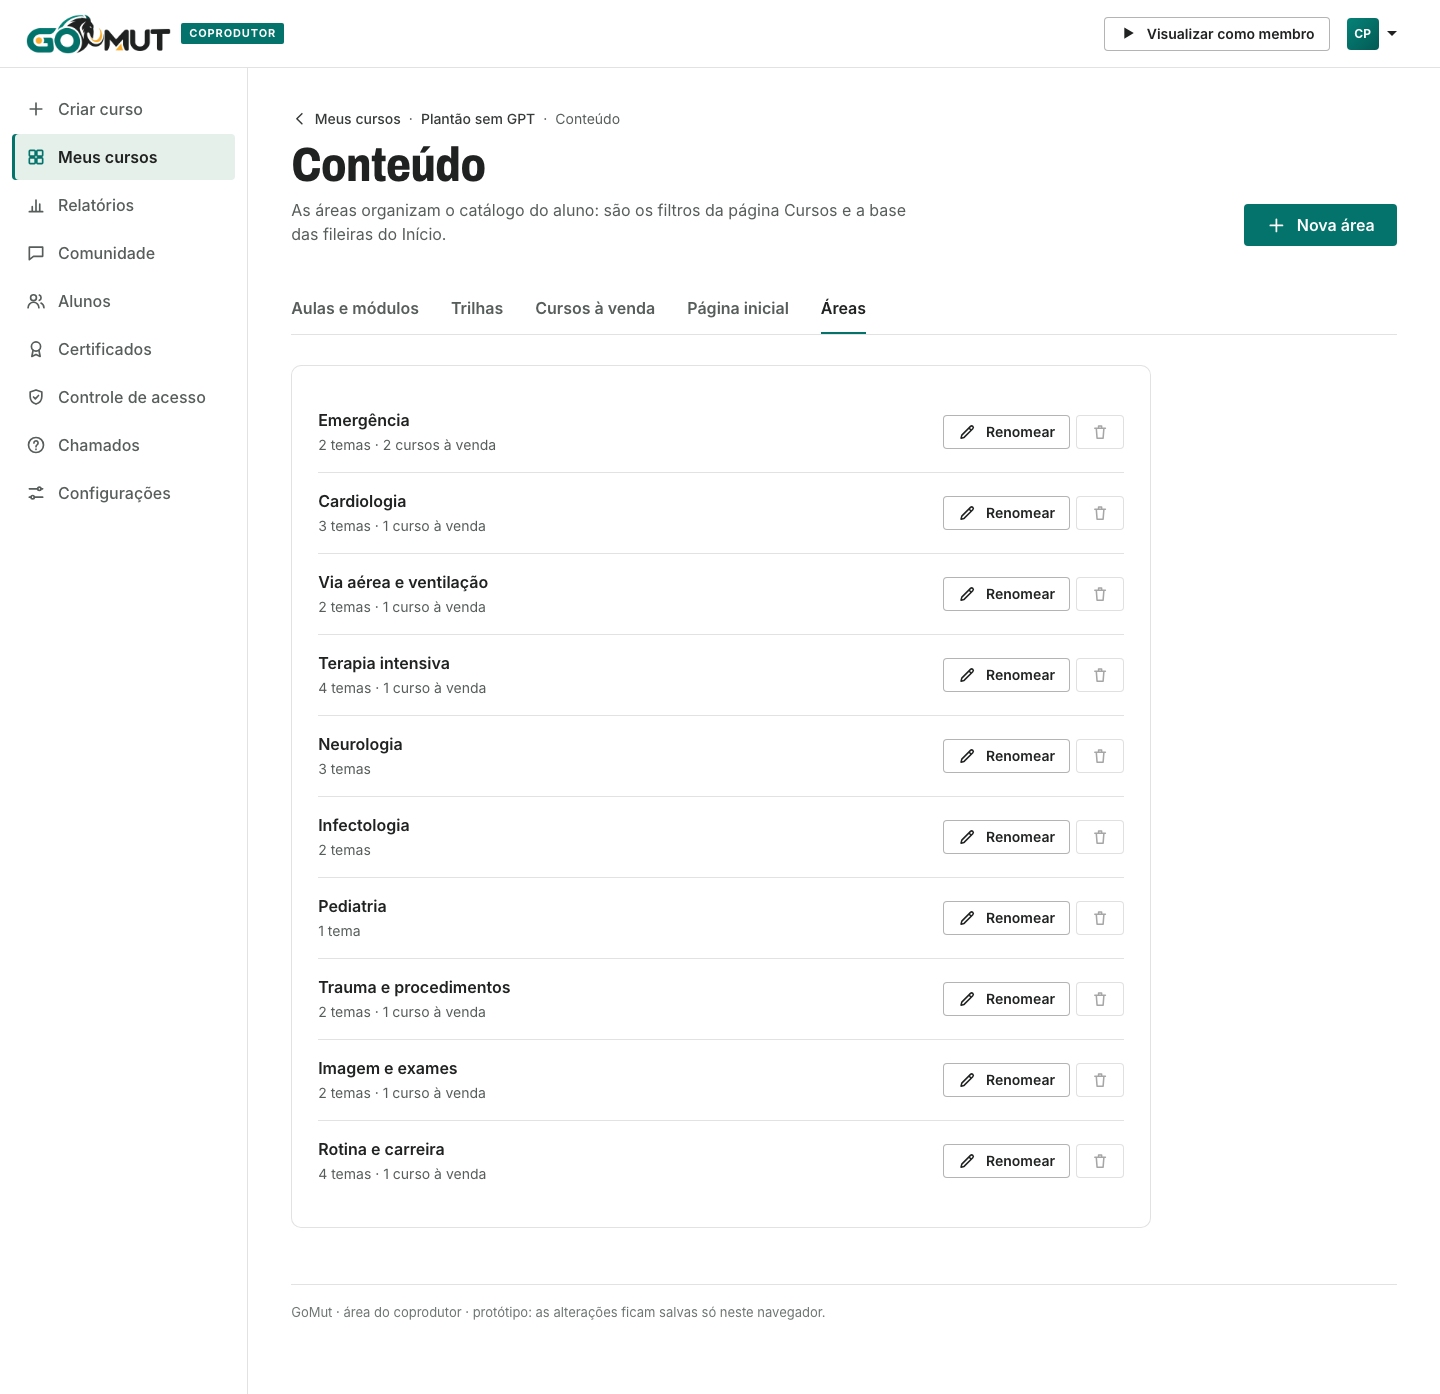 GOMUT
COPRODUTOR
Visualizar como membro
CP
Criar curso
Meus cursos
Relatórios
Comunidade
Alunos
Certificados
Controle de acesso
Chamados
Configurações
Meus cursos · Plantão sem GPT · Conteúdo
Conteúdo
As áreas organizam o catálogo do aluno: são os filtros da página Cursos e a base
das fileiras do Início.
Nova área
Aulas e módulos
Trilhas
Cursos à venda
Página inicial
Áreas
Emergência
2 temas · 2 cursos à venda
Renomear
Cardiologia
3 temas · 1 curso à venda
Renomear
Via aérea e ventilação
2 temas · 1 curso à venda
Renomear
Terapia intensiva
4 temas · 1 curso à venda
Renomear
Neurologia
3 temas
Renomear
Infectologia
2 temas
Renomear
Pediatria
1 tema
Renomear
Trauma e procedimentos
2 temas · 1 curso à venda
Renomear
Imagem e exames
2 temas · 1 curso à venda
Renomear
Rotina e carreira
4 temas · 1 curso à venda
Renomear
GoMut · área do coprodutor · protótipo: as alterações ficam salvas só neste navegador.